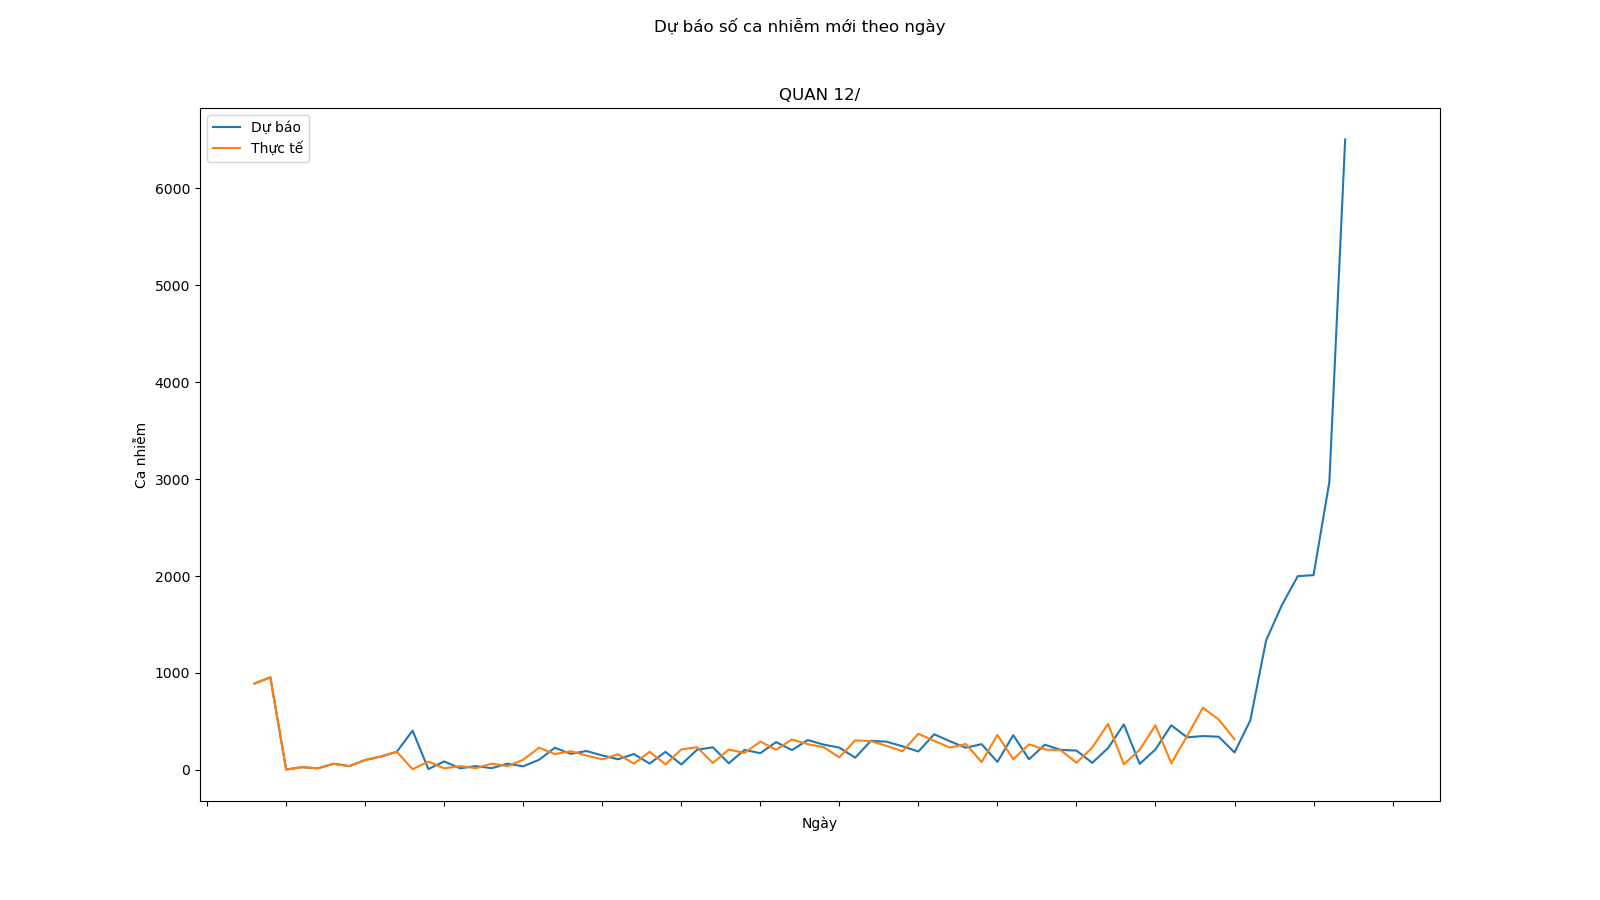 Dự báo số ca nhiễm mới theo ngày
QUAN 12/
Dự báo
Thực tế
6000
5000
4000
3000
2000
1000
0
Ca nhiễm
Ngày